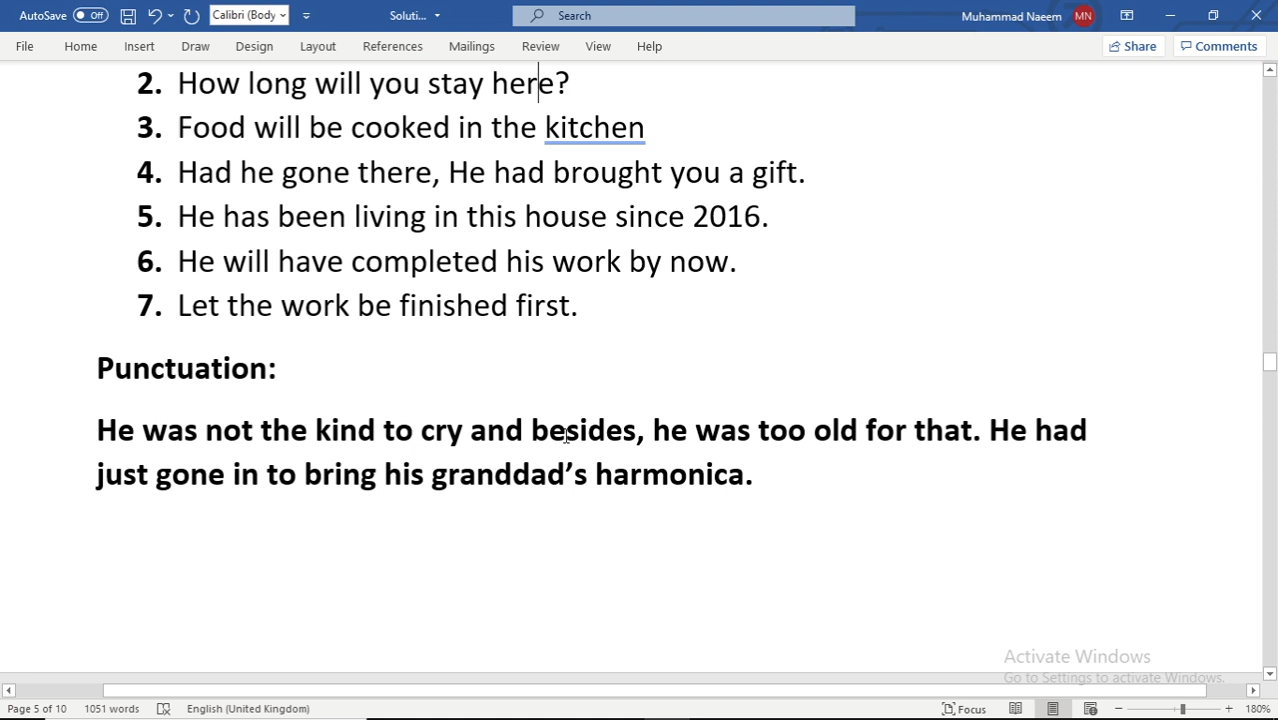 AutoSave Off Calibri (Body Soluti... Search Muhammad Naeem MN
File Home Insert Draw Design Layout References Mailings Review View Help Share Comments
2. How long will you stay here?
3. Food will be cooked in the kitchen
4. Had he gone there, He had brought you a gift.
5. He has been living in this house since 2016.
6. He will have completed his work by now.
7. Let the work be finished first.
Punctuation:
He was not the kind to cry and besides, he was too old for that. He had
just gone in to bring his granddad’s harmonica.
Activate Windows
Go to Settings to activate Windows.
Page 5 of 10 1051 words English (United Kingdom) Focus 180%